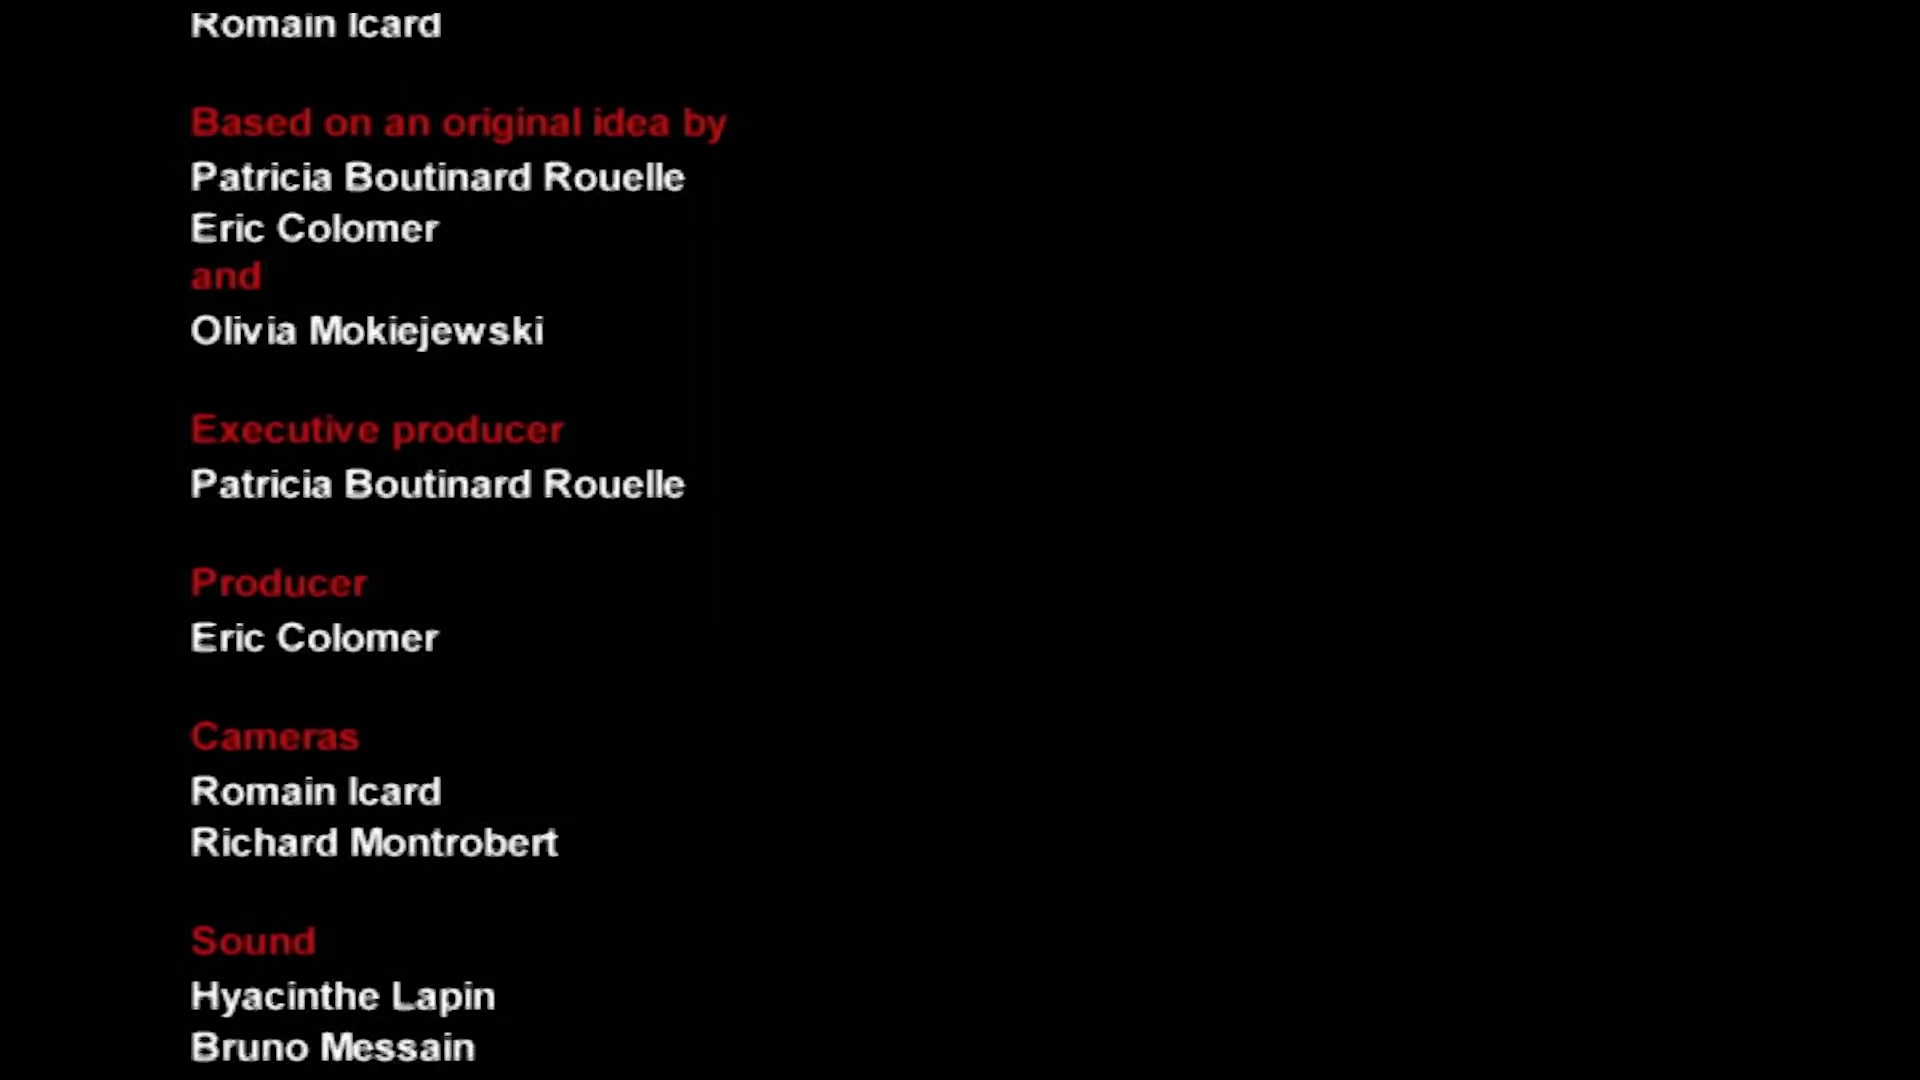 Romain Icard
Based on an original idea by
Patricia Boutinard Rouelle
Eric Colomer
and
Olivia Mokiejewski
Executive producer
Patricia Boutinard Rouelle
Producer
Eric Colomer
Cameras
Romain Icard
Richard Montrobert
Sound
Hyacinthe Lapin
Bruno Messain